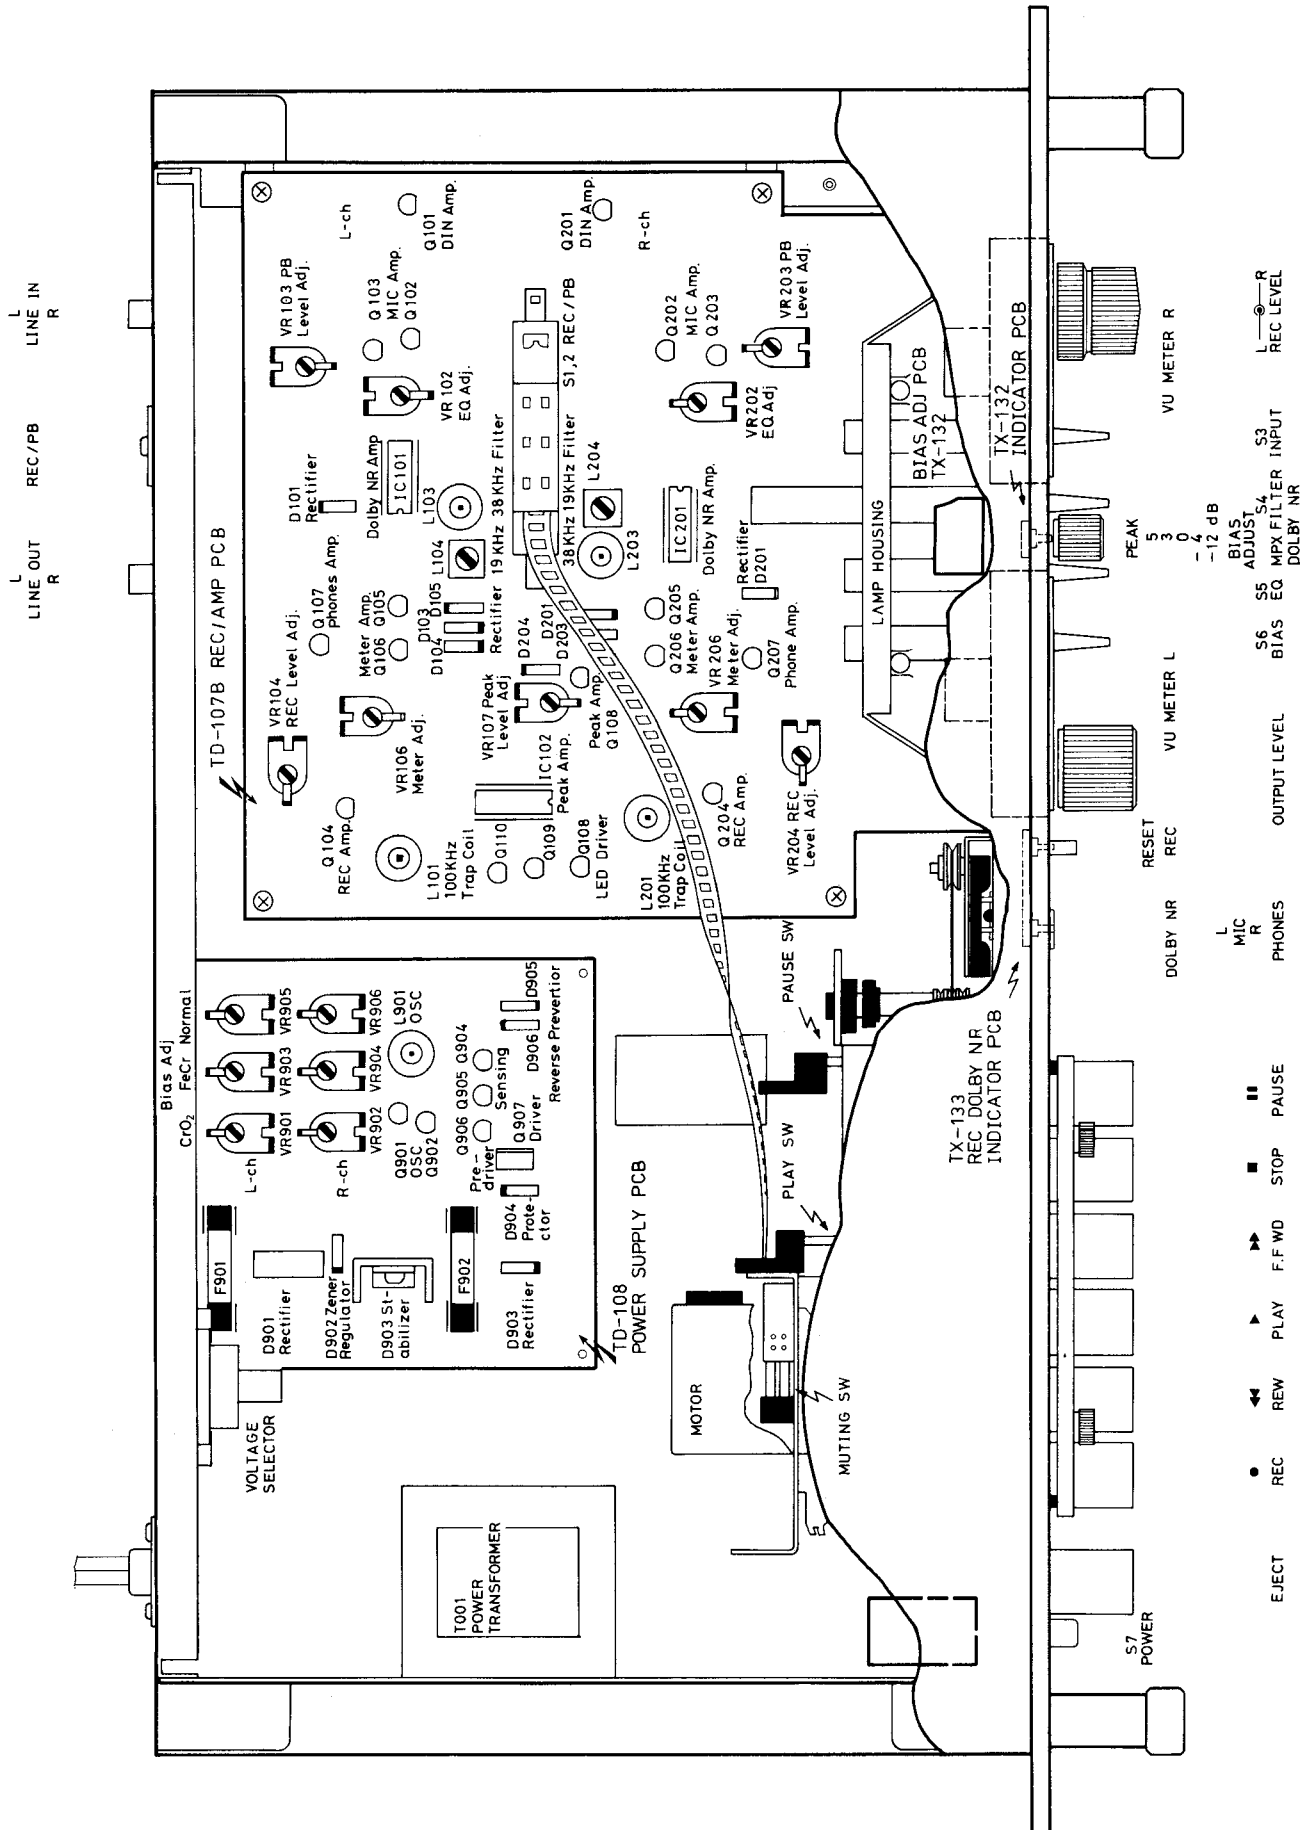 L
LINE OUT
R
REC/PB
L
LINE IN
R
TD-107B REC/AMP PCB
VR104
REC Level Adj.
Q107
phones Amp
D101
Rectifier
VR103 PB
Level Adj.
L-ch
Q104
REC Amp.
VR106
Meter Adj.
Meter Amp.
Q106 Q105
Dolby NR Amp
IC101
VR102
EQ Adj.
Q103
MIC Amp.
Q102
Q101
DIN Amp.
L101
100KHz
Trap Coil
D104
D103
D105
L104
L103
Q110
Q109
Q108
LED Driver
IC102
Peak Amp.
VR107 Peak
Level Adj
Rectifier
19 KHz
38KHz Filter
D204
D201
D203
Peak Amp.
Q108
38KHz 19KHz Filter
L203
L204
S1,2 REC/PB
Q201
DIN Amp.
R-ch
L201
100KHz
Trap Coil
Q204
REC Amp.
Q206 Q205
Meter Amp.
VR206
Meter Adj.
Q207
Phone Amp.
IC201
Dolby NR Amp.
Rectifier
D201
VR202
EQ Adj
Q202
MIC Amp.
Q203
VR203 PB
Level Adj.
VR204 REC
Level Adj.
LAMP HOUSING
BIAS ADJ PCB
TX-132
TX-132
INDICATOR PCB
Bias Adj
CrO2 FeCr Normal
VR901
VR903
VR905
L-ch
VR902
VR904
VR906
R-ch
Q901
OSC
Q902
L901
OSC
Q906 Q905 Q904
Sensing
Pre-
driver
Q907
Driver
D906
D905
Reverse Prevertior
F901
D901
Rectifier
D902 Zener
Regulator
D903 St-
abilizer
F902
D903
Rectifier
D904
Prote-
ctor
TD-108
POWER SUPPLY PCB
VOLTAGE
SELECTOR
T001
POWER
TRANSFORMER
MOTOR
MUTING SW
PLAY SW
PAUSE SW
TX-133
REC DOLBY NR
INDICATOR PCB
S7
POWER
EJECT
● REC
◀◀ REW
▶ PLAY
▶▶ F.FWD
■ STOP
▮▮ PAUSE
DOLBY NR
RESET
REC
L
MIC
R
PHONES
OUTPUT LEVEL
VU METER L
S6
BIAS
S5
EQ
PEAK
5
3
0
-4
-12 dB
BIAS
ADJUST
S4
MPX FILTER
DOLBY NR
S3
INPUT
VU METER R
L R
REC LEVEL